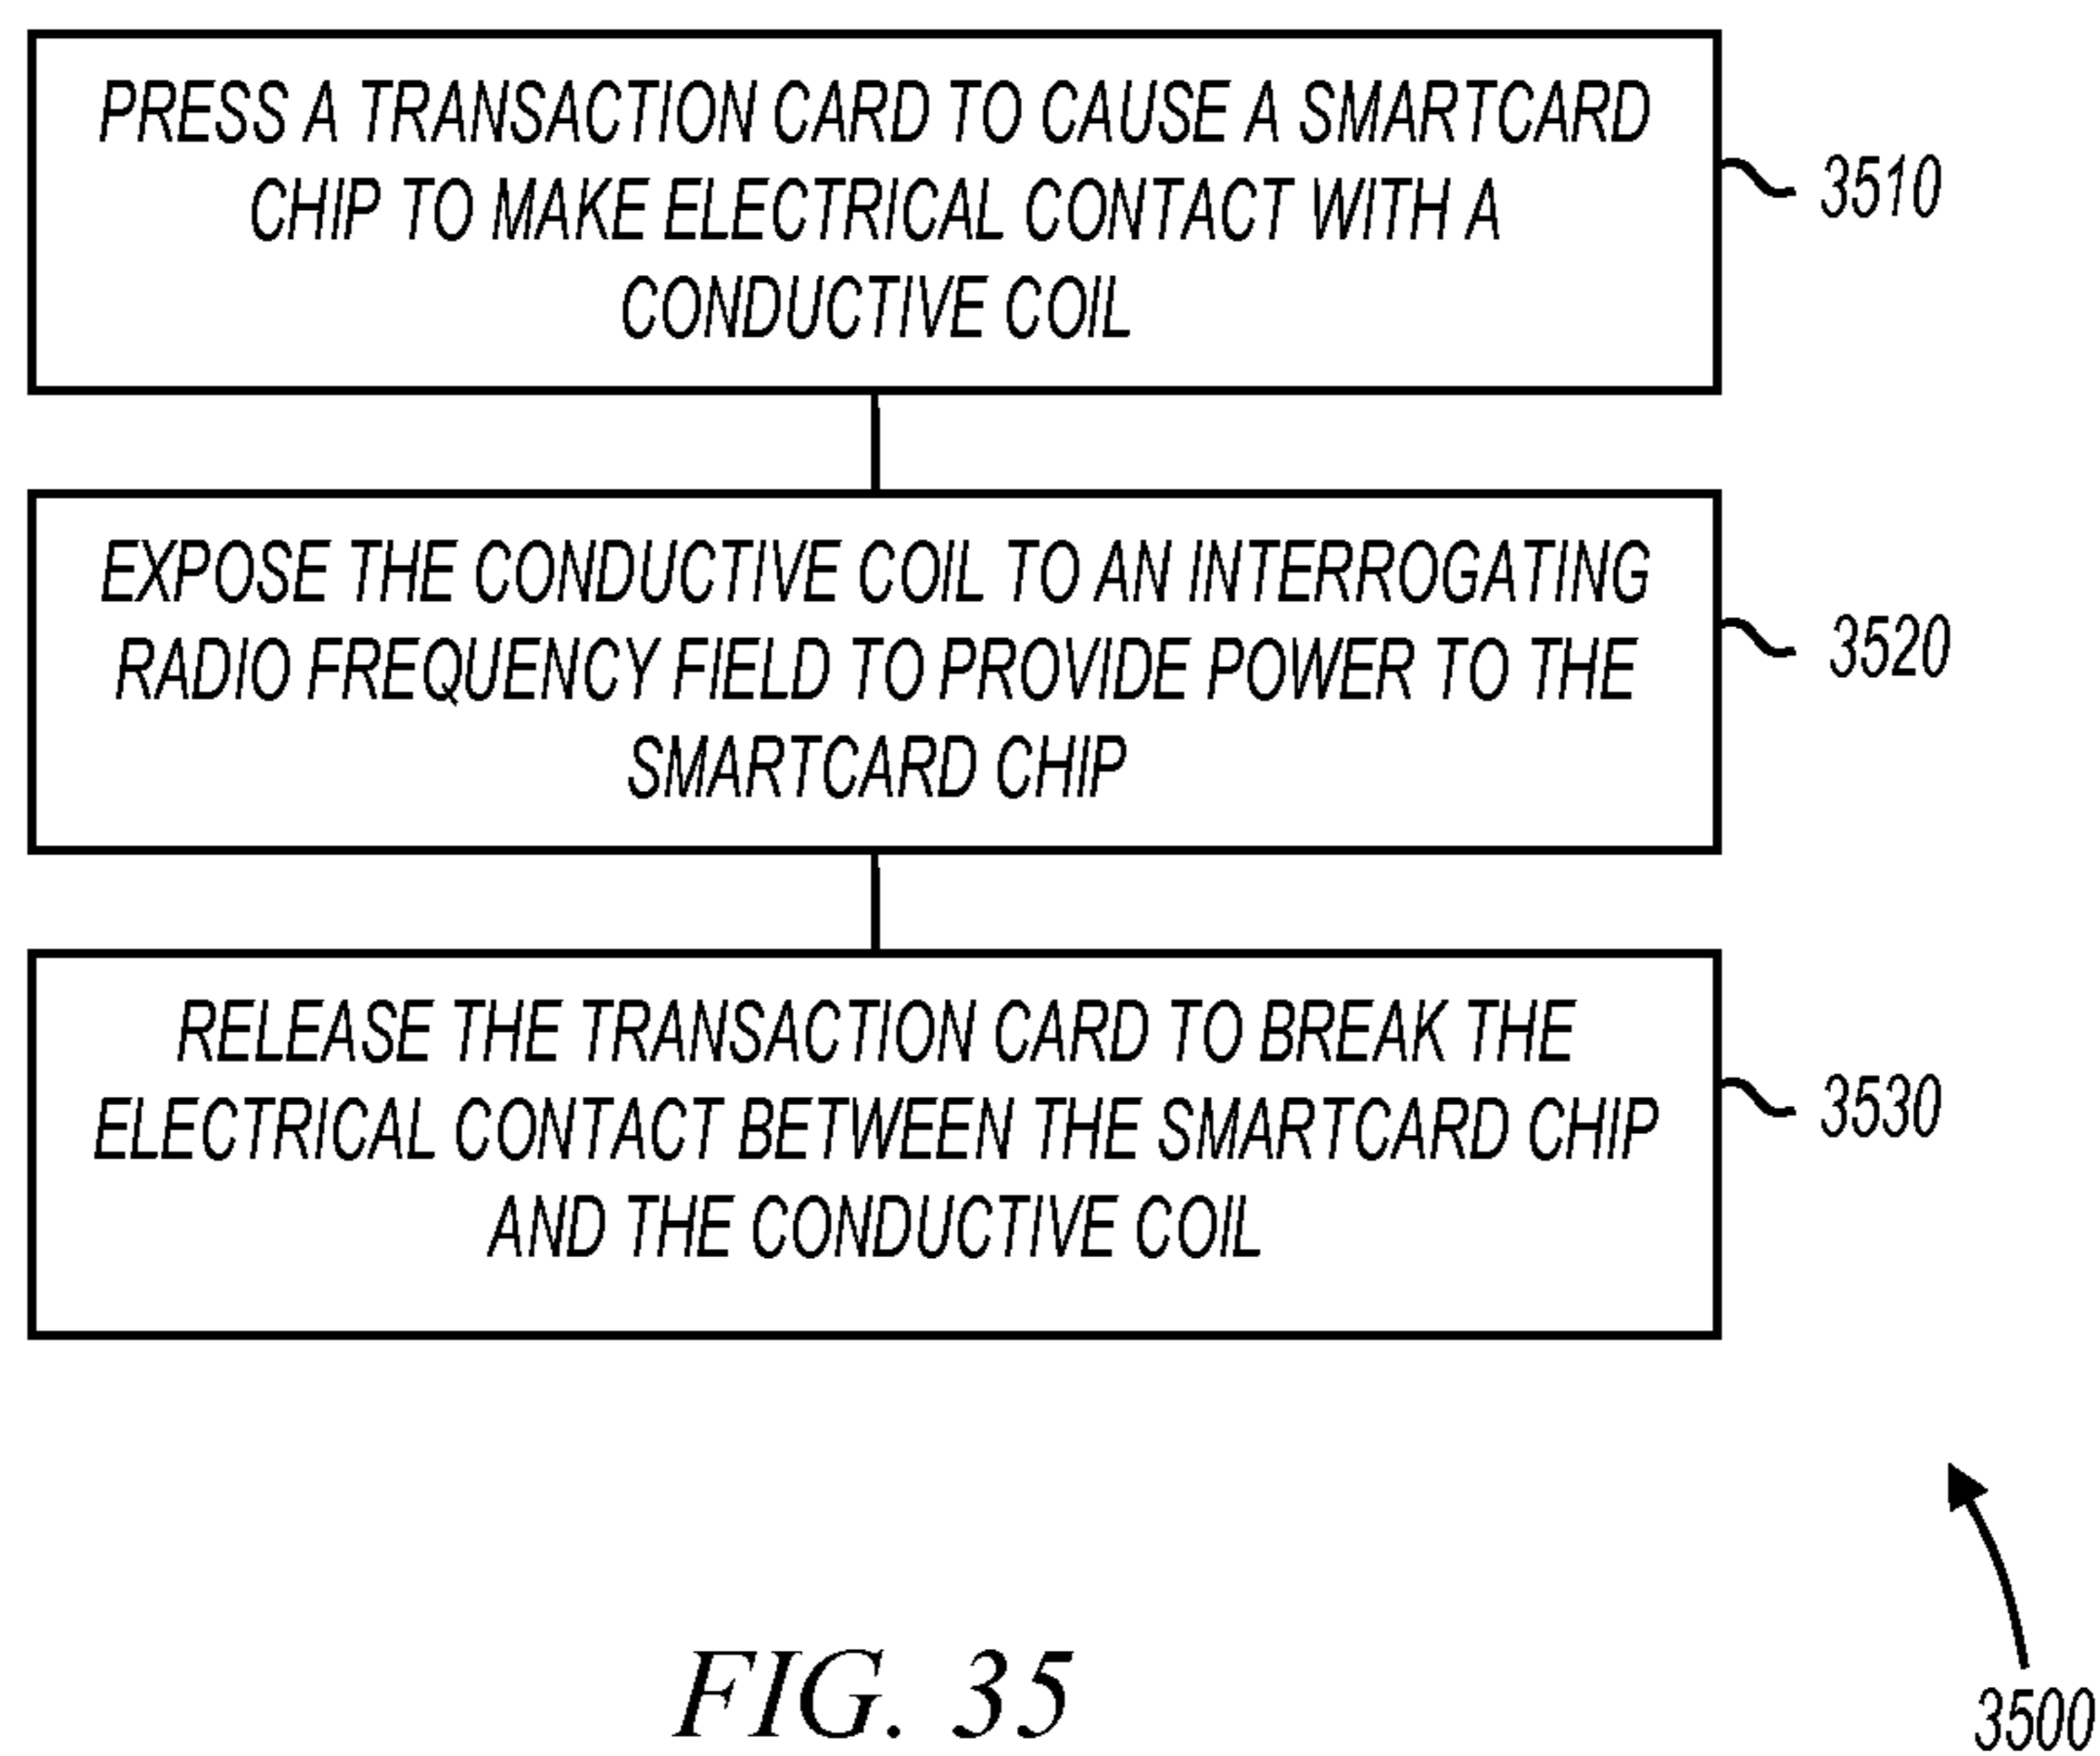 PRESS A TRANSACTION CARD TO CAUSE A SMARTCARD
CHIP TO MAKE ELECTRICAL CONTACT WITH A
CONDUCTIVE COIL
3510
EXPOSE THE CONDUCTIVE COIL TO AN INTERROGATING
RADIO FREQUENCY FIELD TO PROVIDE POWER TO THE
SMARTCARD CHIP
3520
RELEASE THE TRANSACTION CARD TO BREAK THE
ELECTRICAL CONTACT BETWEEN THE SMARTCARD CHIP
AND THE CONDUCTIVE COIL
3530
FIG. 35
3500